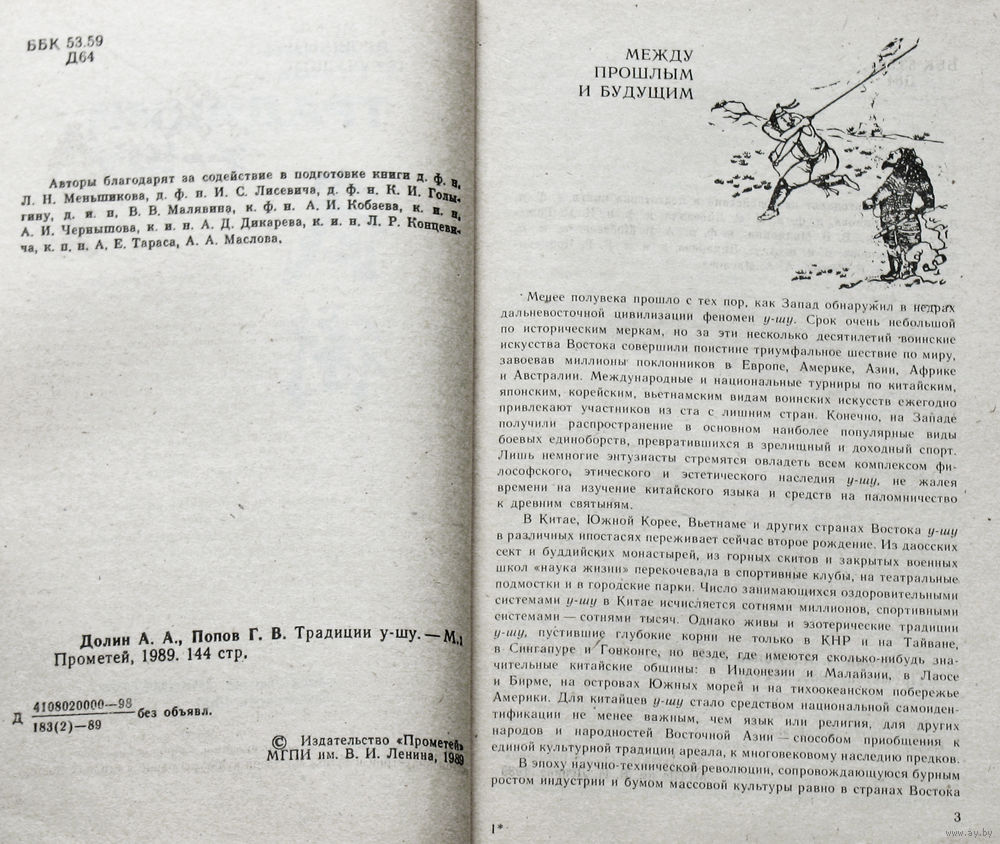 ББК 53.59
Д64
Авторы благодарят за содействие в подготовке книги д. ф. н,
Л. Н. Меньшикова, д. ф. н. И. С. Лисевича, д. ф. н. К. И. Голы-
гину, д. и. н. В. В. Малявина, к. ф. н. А. И. Кобзева, к. и. н,
А. И. Чернышова, к. и. н. А. Д. Дикарева, к. и. н. Л. Р. Концеви-
ча, к. п. н. А. Е. Тараса, А. А. Маслова.
Долин А. А., Попов Г. В. Традиции у-шу. — М.:
Прометей, 1989. 144 стр.
Д 4108020000—98 без объявл.
183(2)—89
© Издательство «Прометей»
МГПИ им. В. И. Ленина, 1989
МЕЖДУ
ПРОШЛЫМ
И БУДУЩИМ
Менее полувека прошло с тех пор, как Запад обнаружил в недрах
дальневосточной цивилизации феномен у-шу. Срок очень небольшой
по историческим меркам, но за эти несколько десятилетий воинские
искусства Востока совершили поистине триумфальное шествие по миру,
завоевав миллионы поклонников в Европе, Америке, Азии, Африке
и Австралии. Международные и национальные турниры по китайским,
японским, корейским, вьетнамским видам воинских искусств ежегодно
привлекают участников из ста с лишним стран. Конечно, на Западе
получили распространение в основном наиболее популярные виды
боевых единоборств, превратившихся в зрелищный и доходный спорт.
Лишь немногие энтузиасты стремятся овладеть всем комплексом фи-
лософского, этического и эстетического наследия у-шу, не жалея
времени на изучение китайского языка и средств на паломничество
к древним святыням.
В Китае, Южной Корее, Вьетнаме и других странах Востока у-шу
в различных ипостасях переживает сейчас второе рождение. Из даосских
сект и буддийских монастырей, из горных скитов и закрытых военных
школ «наука жизни» перекочевала в спортивные клубы, на театральные
подмостки и в городские парки. Число занимающихся оздоровительными
системами у-шу в Китае исчисляется сотнями миллионов, спортивными
системами — сотнями тысяч. Однако живы и эзотерические традиции
у-шу, пустившие глубокие корни не только в КНР и на Тайване,
в Сингапуре и Гонконге, но везде, где имеются сколько-нибудь зна-
чительные китайские общины: в Индонезии и Малайзии, в Лаосе
и Бирме, на островах Южных морей и на тихоокеанском побережье
Америки. Для китайцев у-шу стало средством национальной самоиден-
тификации не менее важным, чем язык или религия, для других
народов и народностей Восточной Азии — способом приобщения к
единой культурной традиции ареала, к многовековому наследию предков.
В эпоху научно-технической революции, сопровождающуюся бурным
ростом индустрии и бумом массовой культуры равно в странах Востока
1*
3
www.ay.by